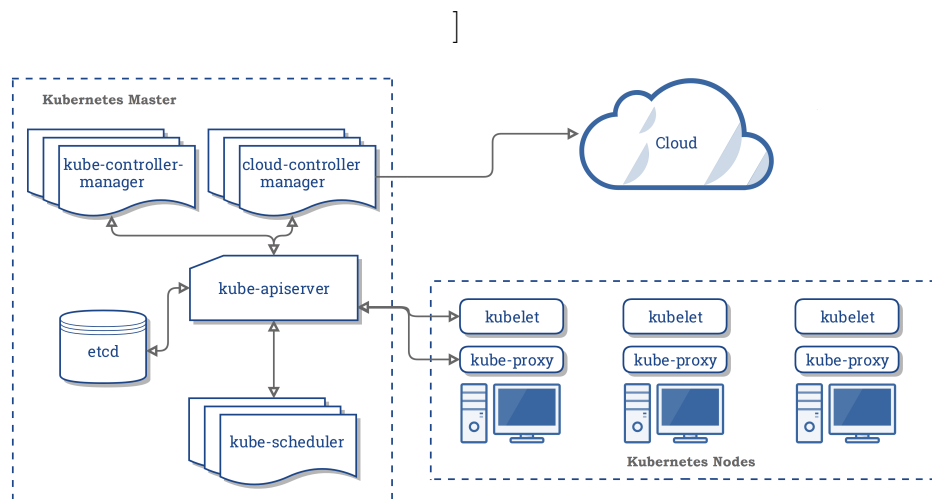 ]
Kubernetes Master
kube-controller-
manager
cloud-controller
manager
Cloud
kube-apiserver
etcd
kube-scheduler
kubelet
kubelet
kubelet
kube-proxy
kube-proxy
kube-proxy
Kubernetes Nodes